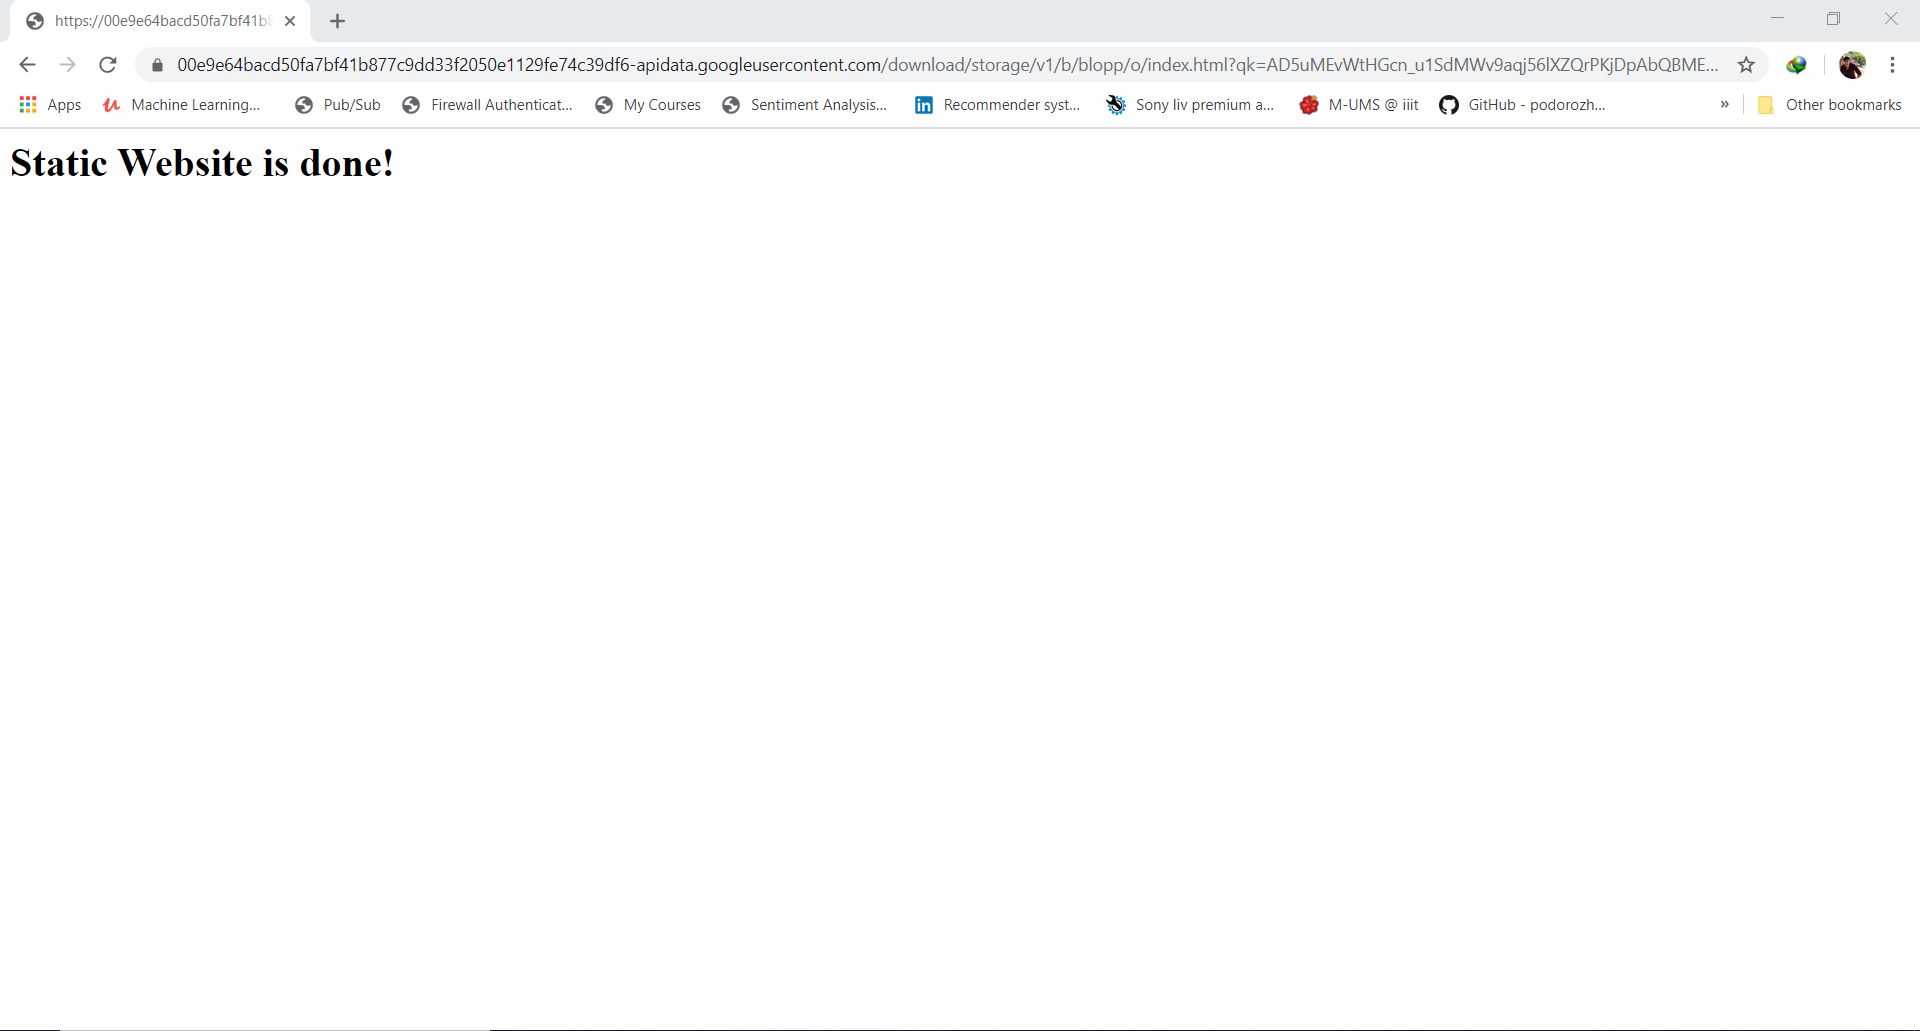 https://00e9e64bacd50fa7bf41b8
00e9e64bacd50fa7bf41b877c9dd33f2050e1129fe74c39df6-apidata.googleusercontent.com/download/storage/v1/b/blopp/o/index.html?qk=AD5uMEvWtHGcn_u1SdMWv9aqj56lXZQrPKjDpAbQBME...
Apps Machine Learning... Pub/Sub Firewall Authenticat... My Courses Sentiment Analysis... Recommender syst... Sony liv premium a... M-UMS @ iiit GitHub - podorozh... » Other bookmarks
Static Website is done!